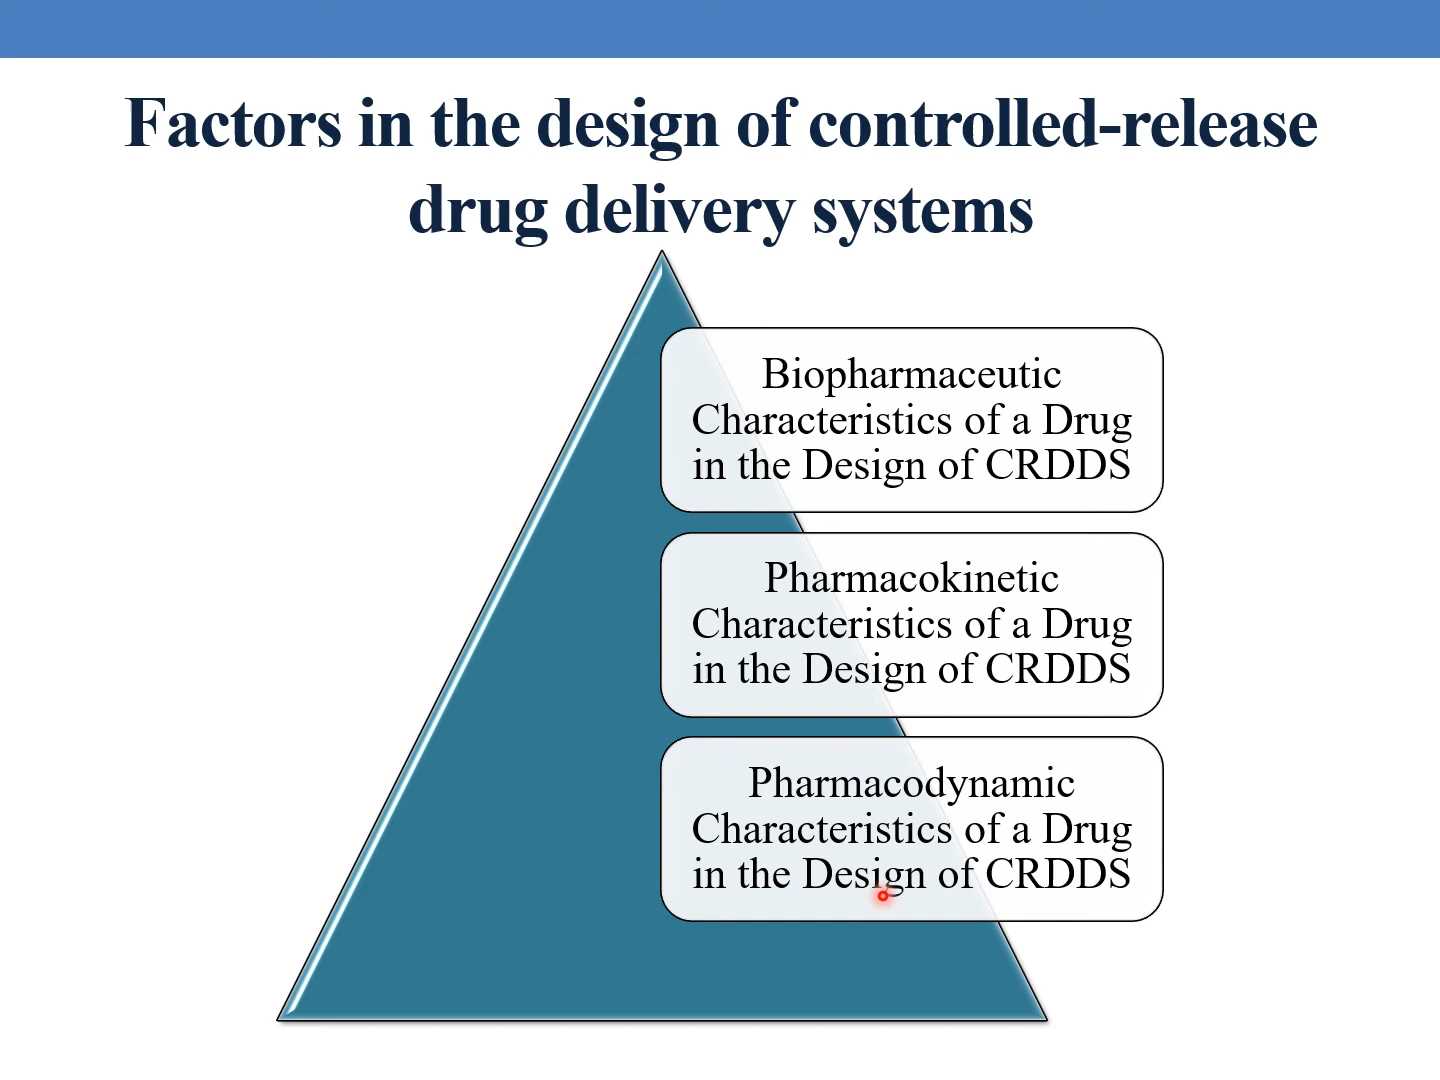 Factors in the design of controlled-release
drug delivery systems
Biopharmaceutic
Characteristics of a Drug
in the Design of CRDDS
Pharmacokinetic
Characteristics of a Drug
in the Design of CRDDS
Pharmacodynamic
Characteristics of a Drug
in the Design of CRDDS